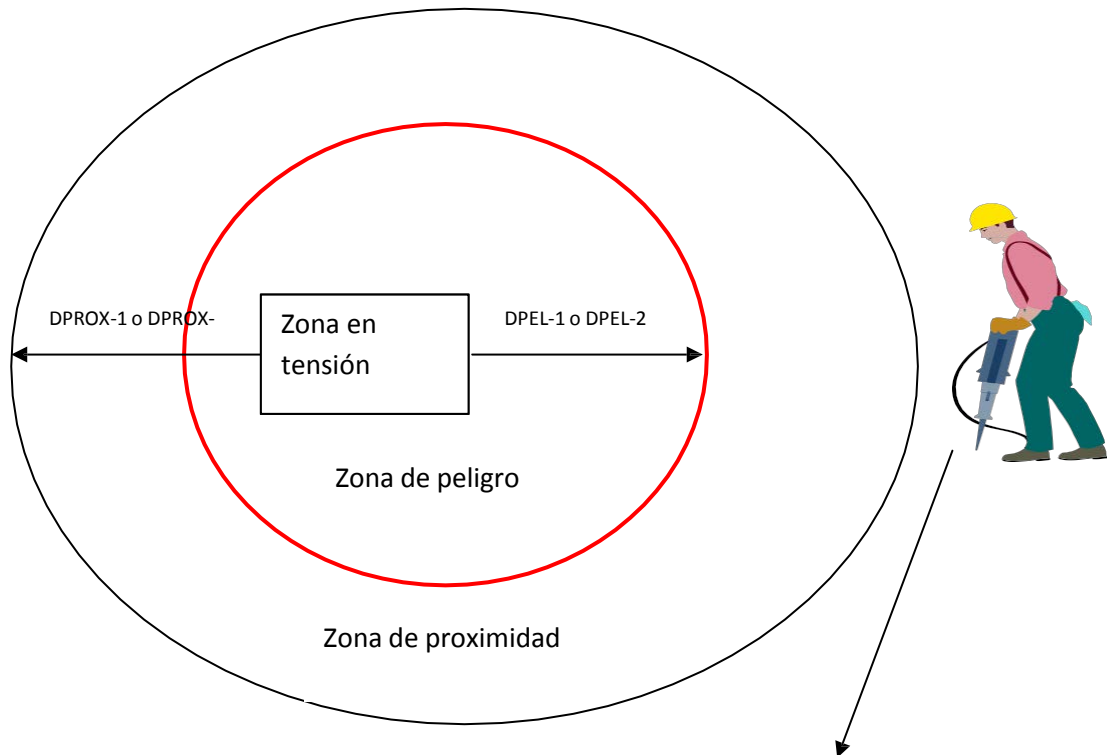 DPROX-1 o DPROX-
Zona en
tensión
DPEL-1 o DPEL-2
Zona de peligro
Zona de proximidad